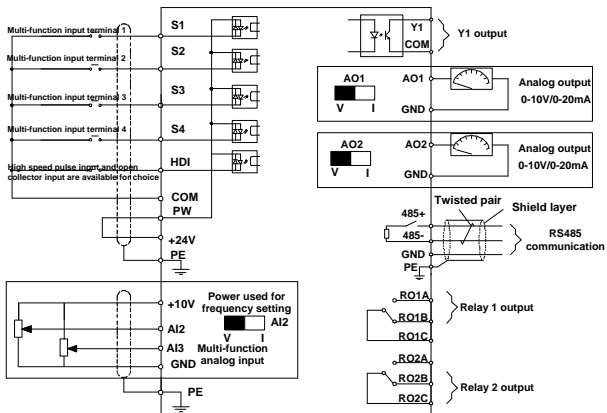 Multi-function input terminal 1
S1
Multi-function input terminal 2
S2
Multi-function input terminal 3
S3
Multi-function input terminal 4
S4
High speed pulse input and open
collector input are available for choice
HDI
COM
PW
+24V
PE
+10V
Power used for
frequency setting
AI2
AI2
V I
AI3
Multi-function
analog input
GND
PE
Y1
COM
Y1 output
AO1
V I
AO1
GND
Analog output
0-10V/0-20mA
AO2
V I
AO2
GND
Analog output
0-10V/0-20mA
Twisted pair
Shield layer
485+
485-
GND
PE
RS485
communication
RO1A
RO1B
RO1C
Relay 1 output
RO2A
RO2B
RO2C
Relay 2 output